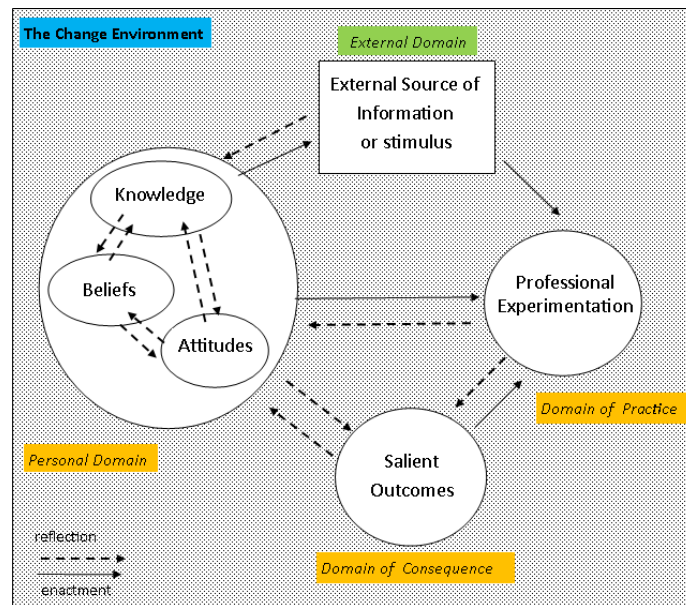 The Change Environment
External Domain
External Source of
Information
or stimulus
Knowledge
Beliefs
Attitudes
Professional
Experimentation
Domain of Practice
Personal Domain
Salient
Outcomes
Domain of Consequence
reflection
enactment